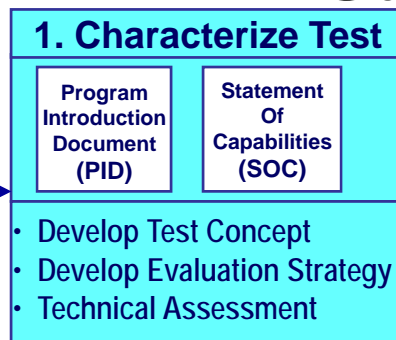 1. Characterize Test
Program
Introduction
Document
(PID)
Statement
Of
Capabilities
(SOC)
• Develop Test Concept
• Develop Evaluation Strategy
• Technical Assessment